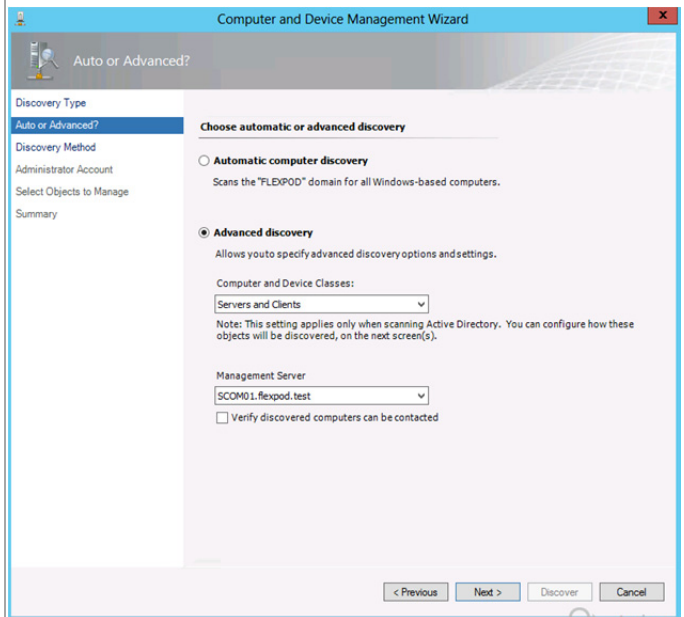 Computer and Device Management Wizard
x
Auto or Advanced?
Discovery Type
Auto or Advanced?
Discovery Method
Administrator Account
Select Objects to Manage
Summary
Choose automatic or advanced discovery
Automatic computer discovery
Scans the "FLEXPOD" domain for all Windows-based computers.
Advanced discovery
Allows youto specify advanced discovery options and settings.
Computer and Device Classes:
Servers and Clients
Note: This setting applies only when scanning Active Directory. You can configure how these
objects will be discovered, on the next screen(s).
Management Server
SCOM01.flexpod.test
Verify discovered computers can be contacted
< Previous
Next >
Discover
Cancel